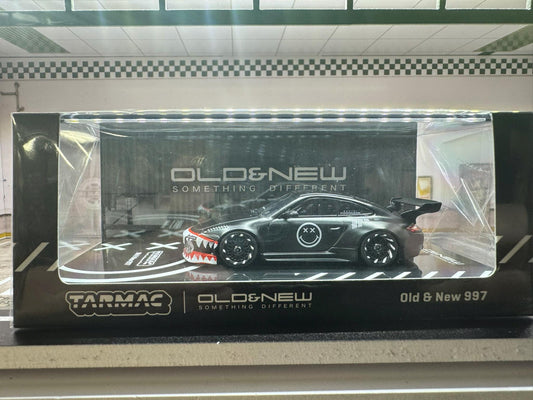 OLD&NEW
SOMETHING DIFFERENT
TARMAC
OLD&NEW
SOMETHING DIFFERENT
Old & New 997